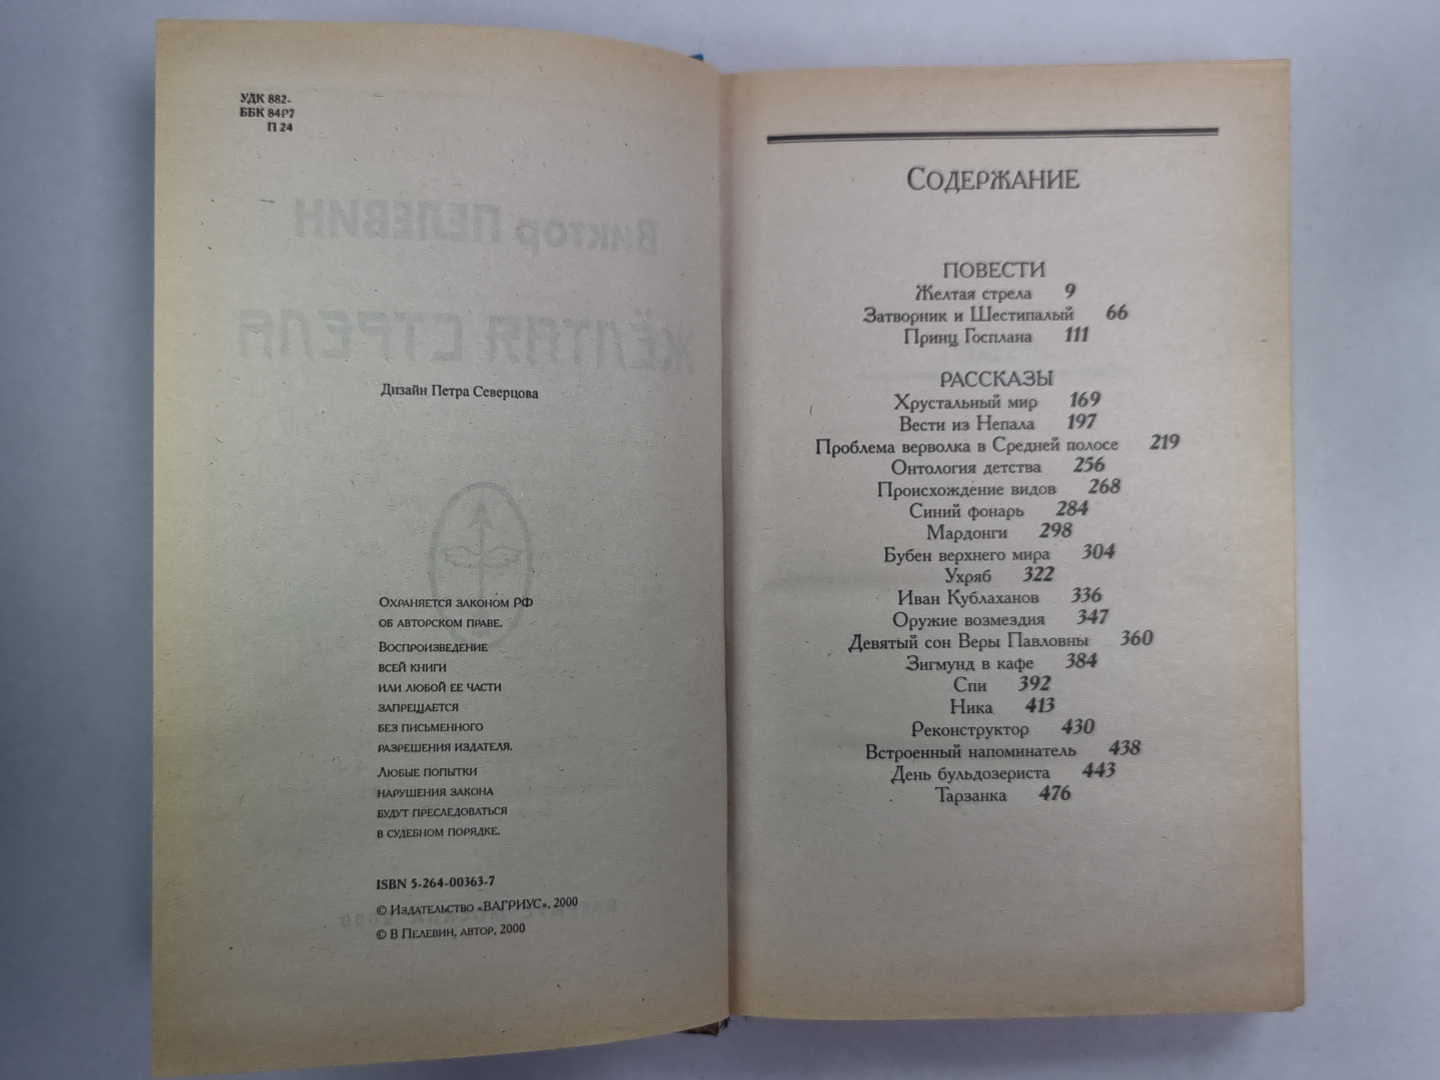 УДК 882-
ББК 84Р7
П 24
Виктор ПЕЛЕВИН
ЖЁЛТАЯ СТРЕЛА
Дизайн Петра Северцова
Охраняется законом РФ
об авторском праве.
Воспроизведение
всей книги
или любой ее части
запрещается
без письменного
разрешения издателя.
Любые попытки
нарушения закона
будут преследоваться
в судебном порядке.
ISBN 5-264-00363-7
© Издательство «ВАГРИУС», 2000
© В Пелевин, автор, 2000
Содержание
ПОВЕСТИ
Желтая стрела 9
Затворник и Шестипалый 66
Принц Госплана 111
РАССКАЗЫ
Хрустальный мир 169
Вести из Непала 197
Проблема верволка в Средней полосе 219
Онтология детства 256
Происхождение видов 268
Синий фонарь 284
Мардонги 298
Бубен верхнего мира 304
Ухряб 322
Иван Кублаханов 336
Оружие возмездия 347
Девятый сон Веры Павловны 360
Зигмунд в кафе 384
Спи 392
Ника 413
Реконструктор 430
Встроенный напоминатель 438
День бульдозериста 443
Тарзанка 476